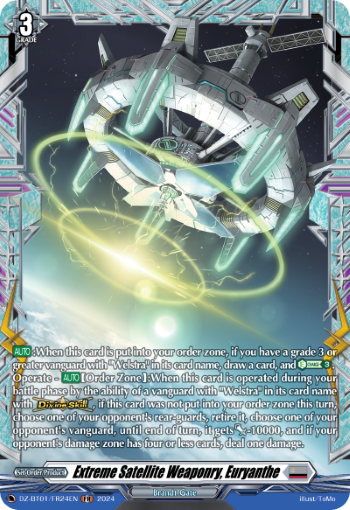 3
GRADE
AUTO:When this card is put into your order zone, if you have a grade 3 or
greater vanguard with "Welstra" in its card name, draw a card, and
Operate - AUTO【Order Zone】:When this card is operated during your
battle phase by the ability of a vanguard with "Welstra" in its card name
with Divine Skill, if this card was not put into your order zone this turn,
choose one of your opponent's rear-guards, retire it, choose one of your
opponent's vanguard, until end of turn, it gets -10000, and if your
opponent's damage zone has four or less cards, deal one damage.
Set Order/Product
Extreme Satellite Weaponry, Euryanthe
Brandt Gate
DZ-BT01/FR24EN FR 2024
illust/ToMo